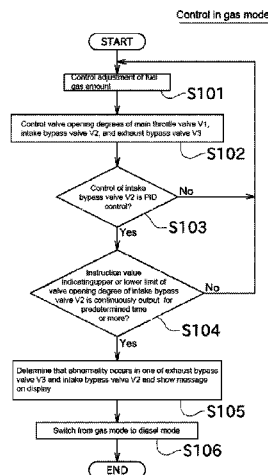 Control in gas mode
START
Control adjustment of fuel
gas amount
S101
Control valve opening degrees of main throttle valve V1,
intake bypass valve V2, and exhaust bypass valve V3
S102
Control of intake
bypass valve V2 is PID
control?
No
S103
Yes
Instruction value
indicatingupper or lower limit of
valve opening degree of intake bypass
valve V2 is continuously output for
predetermined time
or more?
No
S104
Yes
Determine that abnormality occurs in one of exhaust bypass
valve V3 and intake bypass valve V2 and show message
on display
S105
Switch from gas mode to diesel mode
S106
END